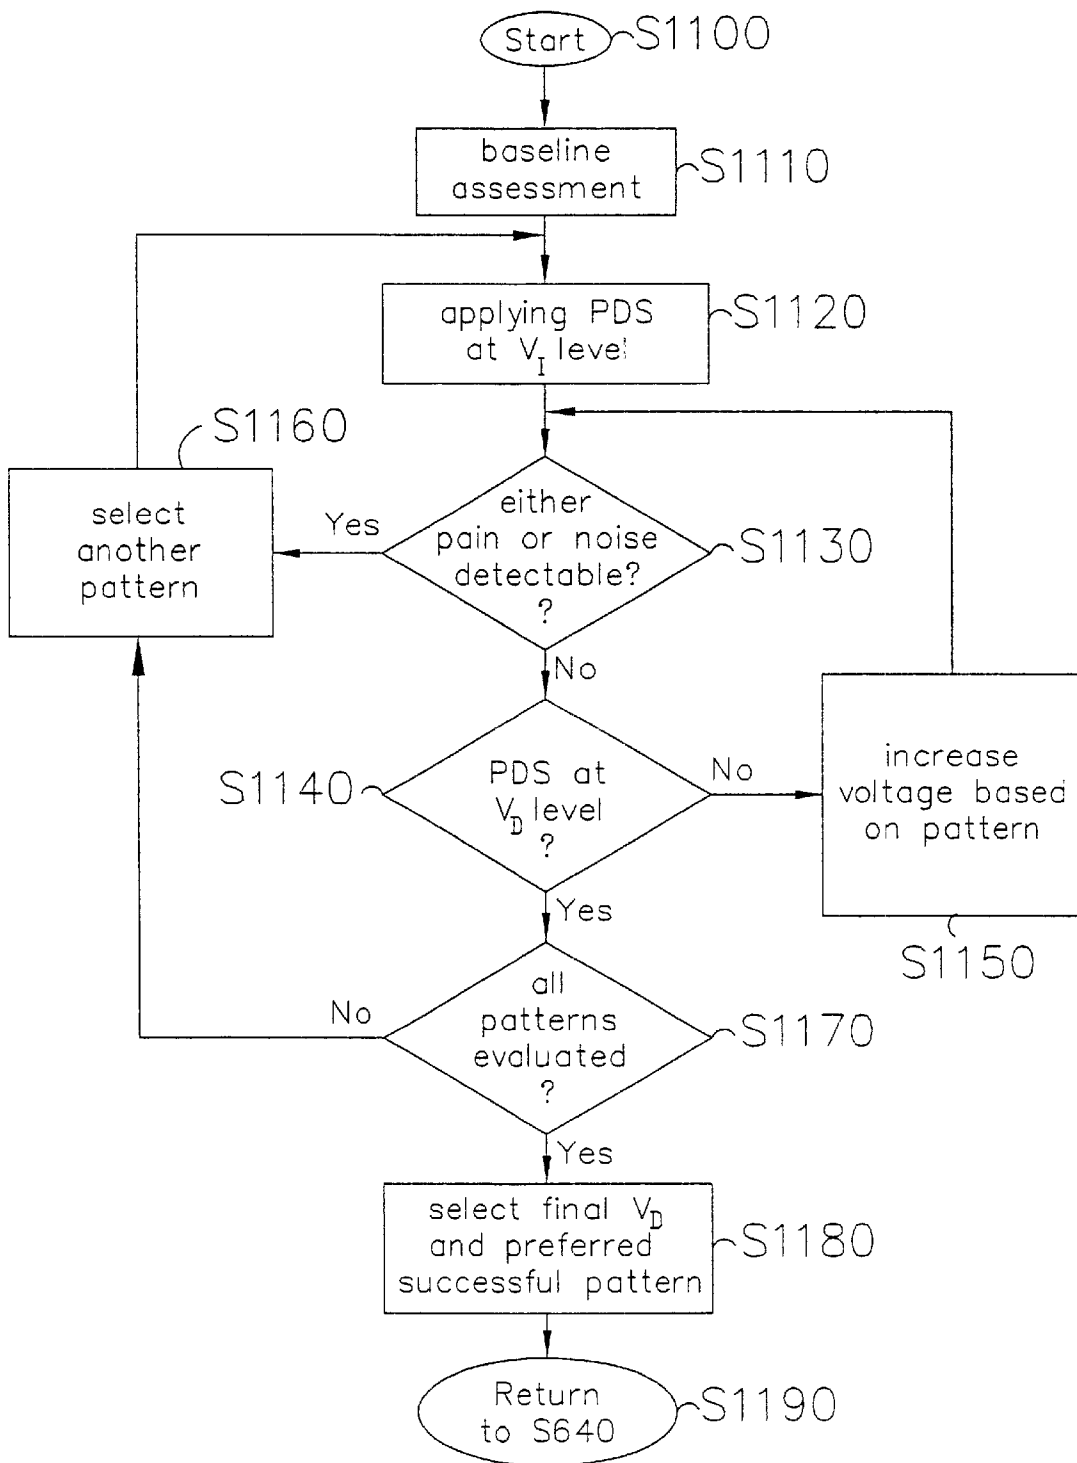 Start
S1100
baseline
assessment
S1110
applying PDS
at V_I level
S1120
S1160
select
another
pattern
Yes
either
pain or noise
detectable?
?
S1130
No
S1140
PDS at
V_D level
?
No
increase
voltage based
on pattern
S1150
Yes
No
all
patterns
evaluated
?
S1170
Yes
select final V_D
and preferred
successful pattern
S1180
Return
to S640
S1190